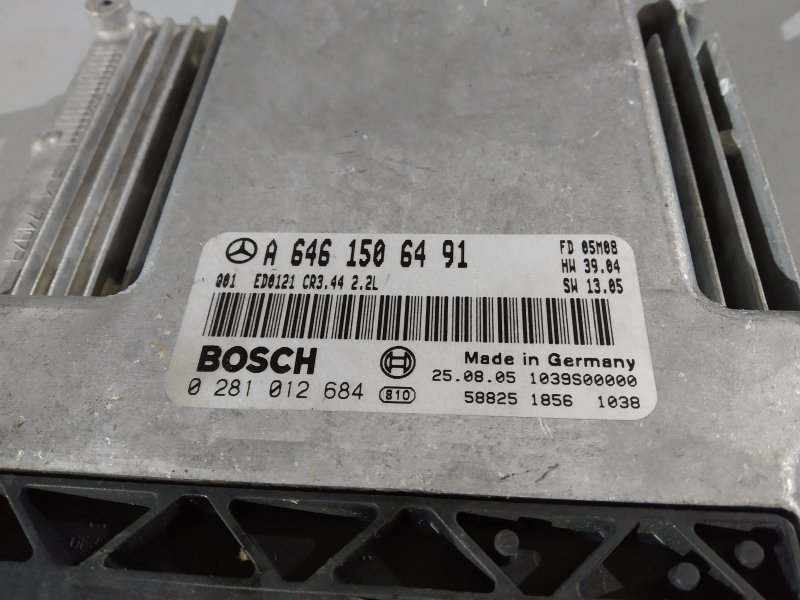 A 646 150 64 91
FD 05M08
HW 39.04
SW 13.05
Q01 ED0121 CR3.44 2.2L
BOSCH
Made in Germany
0 281 012 684 810
25.08.05 1039S00000
58825 1856 1038